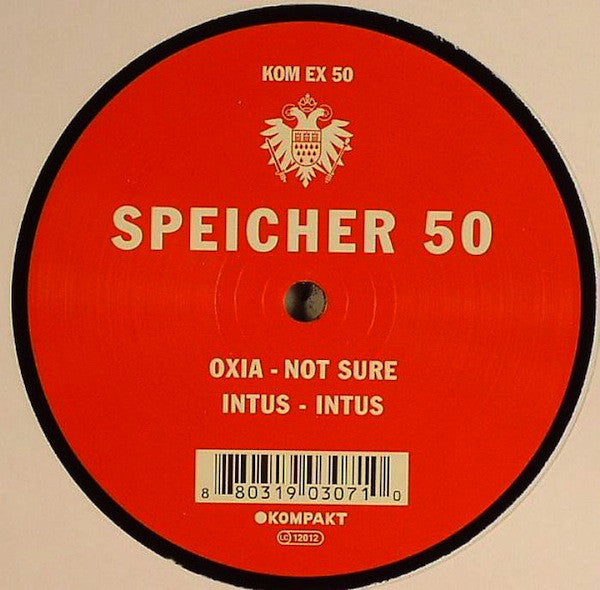 KOM EX 50
SPEICHER 50
OXIA - NOT SURE
INTUS - INTUS
8 80319 03071 0
KOMPAKT
LC 12012